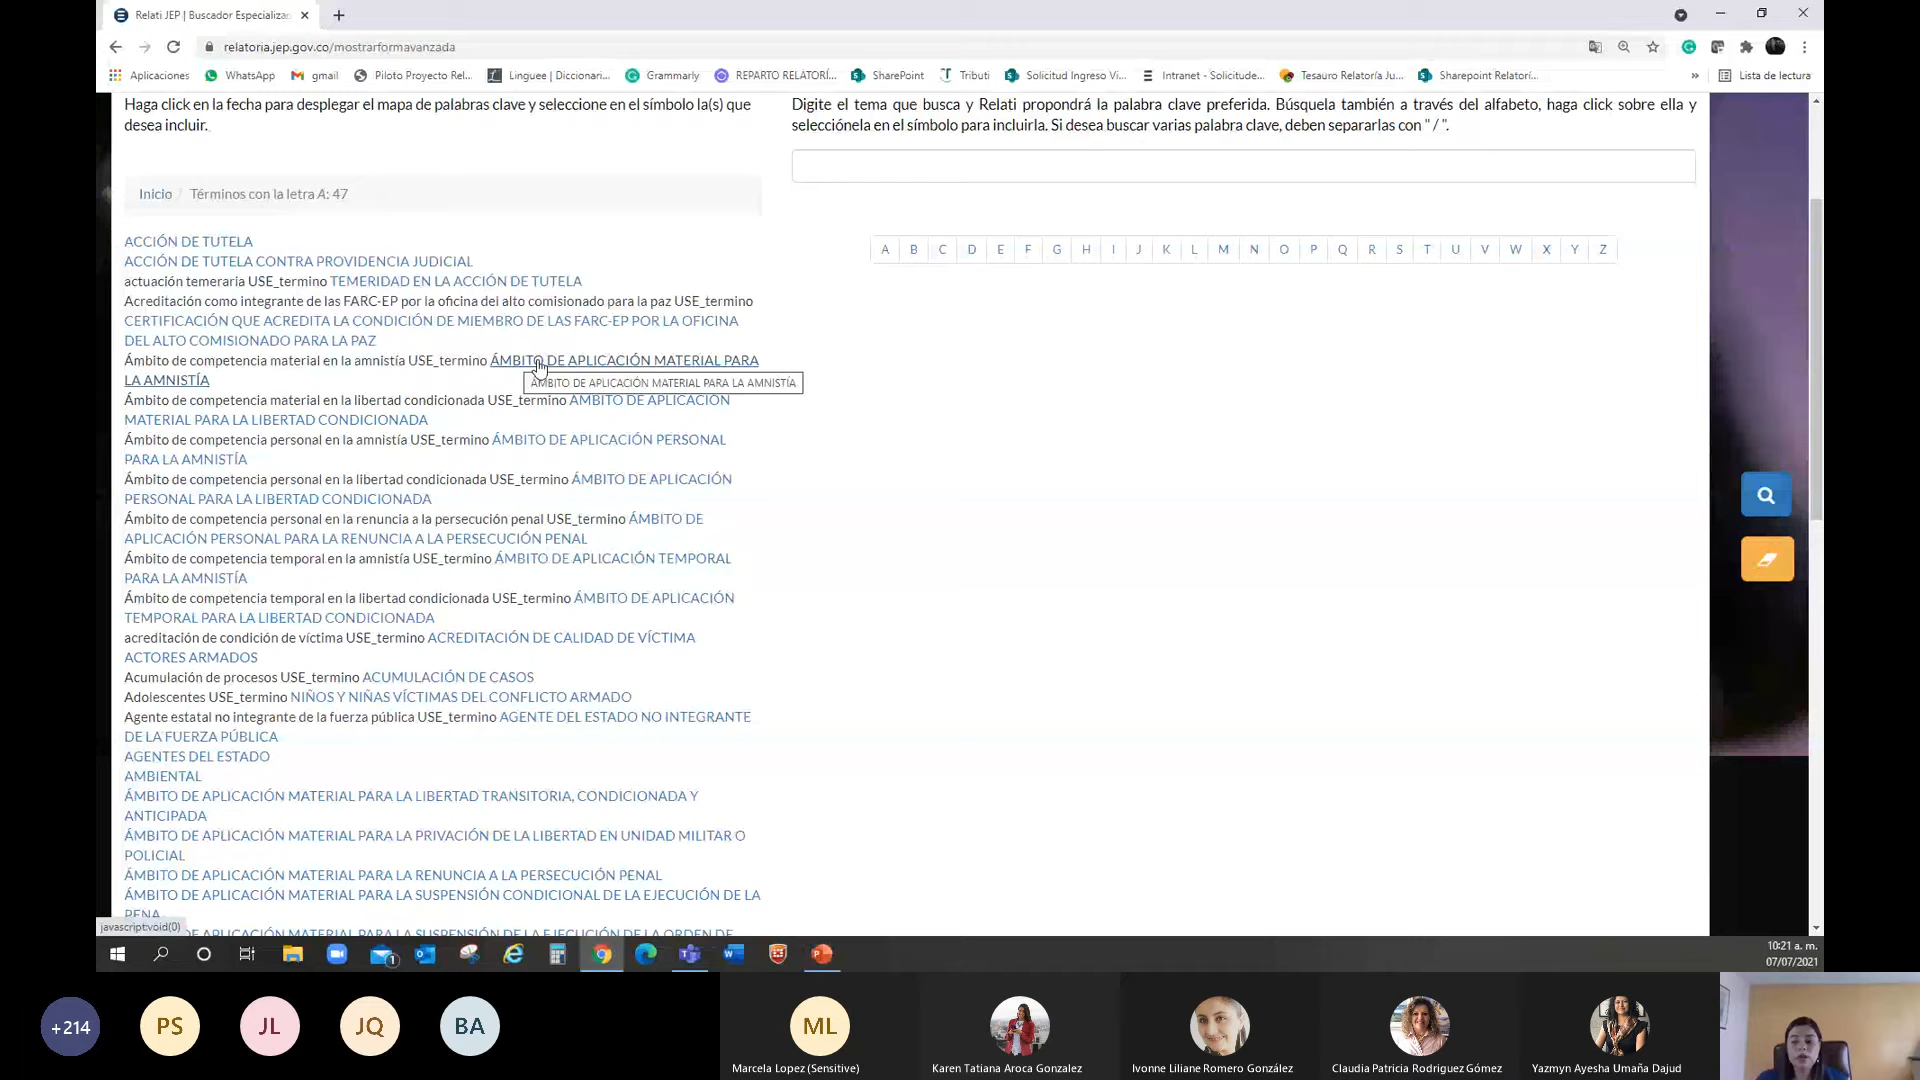 Relati JEP | Buscador Especializa
relatoria.jep.gov.co/mostrarformavanzada
Aplicaciones
WhatsApp
gmail
Piloto Proyecto Rel...
Linguee | Diccionari...
Grammarly
REPARTO RELATORÍ...
SharePoint
Tributi
Solicitud Ingreso Vi...
Intranet - Solicitude...
Tesauro Relatoría Ju...
Sharepoint Relatorí...
»
Lista de lectura
Haga click en la fecha para desplegar el mapa de palabras clave y seleccione en el símbolo la(s) que
desea incluir.
Digite el tema que busca y Relati propondrá la palabra clave preferida. Búsquela también a través del alfabeto, haga click sobre ella y
selecciónela en el símbolo para incluirla. Si desea buscar varias palabra clave, deben separarlas con " / ".
Inicio / Términos con la letra A: 47
A B C D E F G H I J K L M N O P Q R S T U V W X Y Z
ACCIÓN DE TUTELA
ACCIÓN DE TUTELA CONTRA PROVIDENCIA JUDICIAL
actuación temeraria USE_termino TEMERIDAD EN LA ACCIÓN DE TUTELA
Acreditación como integrante de las FARC-EP por la oficina del alto comisionado para la paz USE_termino
CERTIFICACIÓN QUE ACREDITA LA CONDICIÓN DE MIEMBRO DE LAS FARC-EP POR LA OFICINA
DEL ALTO COMISIONADO PARA LA PAZ
Ámbito de competencia material en la amnistía USE_termino ÁMBITO DE APLICACIÓN MATERIAL PARA
LA AMNISTÍA
ÁMBITO DE APLICACIÓN MATERIAL PARA LA AMNISTÍA
Ámbito de competencia material en la libertad condicionada USE_termino ÁMBITO DE APLICACIÓN
MATERIAL PARA LA LIBERTAD CONDICIONADA
Ámbito de competencia personal en la amnistía USE_termino ÁMBITO DE APLICACIÓN PERSONAL
PARA LA AMNISTÍA
Ámbito de competencia personal en la libertad condicionada USE_termino ÁMBITO DE APLICACIÓN
PERSONAL PARA LA LIBERTAD CONDICIONADA
Ámbito de competencia personal en la renuncia a la persecución penal USE_termino ÁMBITO DE
APLICACIÓN PERSONAL PARA LA RENUNCIA A LA PERSECUCIÓN PENAL
Ámbito de competencia temporal en la amnistía USE_termino ÁMBITO DE APLICACIÓN TEMPORAL
PARA LA AMNISTÍA
Ámbito de competencia temporal en la libertad condicionada USE_termino ÁMBITO DE APLICACIÓN
TEMPORAL PARA LA LIBERTAD CONDICIONADA
acreditación de condición de víctima USE_termino ACREDITACIÓN DE CALIDAD DE VÍCTIMA
ACTORES ARMADOS
Acumulación de procesos USE_termino ACUMULACIÓN DE CASOS
Adolescentes USE_termino NIÑOS Y NIÑAS VÍCTIMAS DEL CONFLICTO ARMADO
Agente estatal no integrante de la fuerza pública USE_termino AGENTE DEL ESTADO NO INTEGRANTE
DE LA FUERZA PÚBLICA
AGENTES DEL ESTADO
AMBIENTAL
ÁMBITO DE APLICACIÓN MATERIAL PARA LA LIBERTAD TRANSITORIA, CONDICIONADA Y
ANTICIPADA
ÁMBITO DE APLICACIÓN MATERIAL PARA LA PRIVACIÓN DE LA LIBERTAD EN UNIDAD MILITAR O
POLICIAL
ÁMBITO DE APLICACIÓN MATERIAL PARA LA RENUNCIA A LA PERSECUCIÓN PENAL
ÁMBITO DE APLICACIÓN MATERIAL PARA LA SUSPENSIÓN CONDICIONAL DE LA EJECUCIÓN DE LA
PENA
javascript:void(0)
DE APLICACIÓN MATERIAL PARA LA SUSPENSIÓN DE LA EJECUCIÓN DE LA ORDEN DE
1
10:21 a. m.
07/07/2021
+214
PS
JL
JQ
BA
ML
Marcela Lopez (Sensitive)
Karen Tatiana Aroca Gonzalez
Ivonne Liliane Romero González
Claudia Patricia Rodriguez Gómez
Yazmyn Ayesha Umaña Dajud